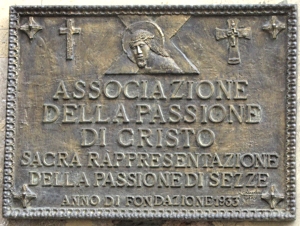 ASSOCIAZIONE
DELLA PASSIONE
DI CRISTO
SACRA RAPPRESENTAZIONE
DELLA PASSIONE DI SEZZE
ANNO DI FONDAZIONE 1933